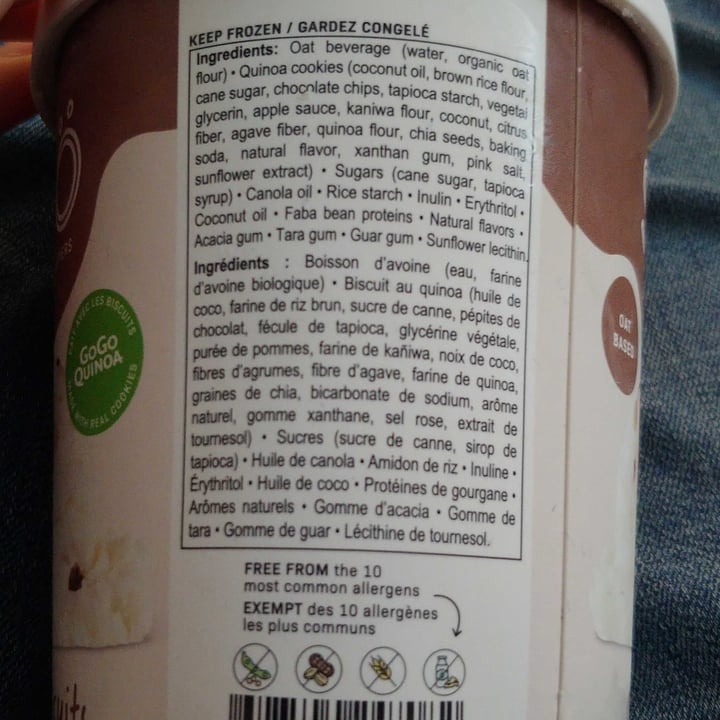 KEEP FROZEN / GARDEZ CONGELÉ
Ingredients: Oat beverage (water, organic oat
flour) • Quinoa cookies (coconut oil, brown rice flour,
cane sugar, chocolate chips, tapioca starch, vegetal
glycerin, apple sauce, kaniwa flour, coconut, citrus
fiber, agave fiber, quinoa flour, chia seeds, baking
soda, natural flavor, xanthan gum, pink salt,
sunflower extract) • Sugars (cane sugar, tapioca
syrup) • Canola oil • Rice starch • Inulin • Erythritol •
Coconut oil • Faba bean proteins • Natural flavors •
Acacia gum • Tara gum • Guar gum • Sunflower lecithin.
Ingrédients : Boisson d'avoine (eau, farine
d'avoine biologique) • Biscuit au quinoa (huile de
coco, farine de riz brun, sucre de canne, pépites de
chocolat, fécule de tapioca, glycérine végétale,
purée de pommes, farine de kañiwa, noix de coco,
fibres d'agrumes, fibre d'agave, farine de quinoa,
graines de chia, bicarbonate de sodium, arôme
naturel, gomme xanthane, sel rose, extrait de
tournesol) • Sucres (sucre de canne, sirop de
tapioca) • Huile de canola • Amidon de riz • Inuline •
Érythritol • Huile de coco • Protéines de gourgane •
Arômes naturels • Gomme d'acacia • Gomme de
tara • Gomme de guar • Lécithine de tournesol.
FREE FROM the 10
most common allergens
EXEMPT des 10 allergènes
les plus communs
AVEC LES BISCUITS
GOGO
QUINOA
MADE WITH REAL COOKIES
OAT
BASED